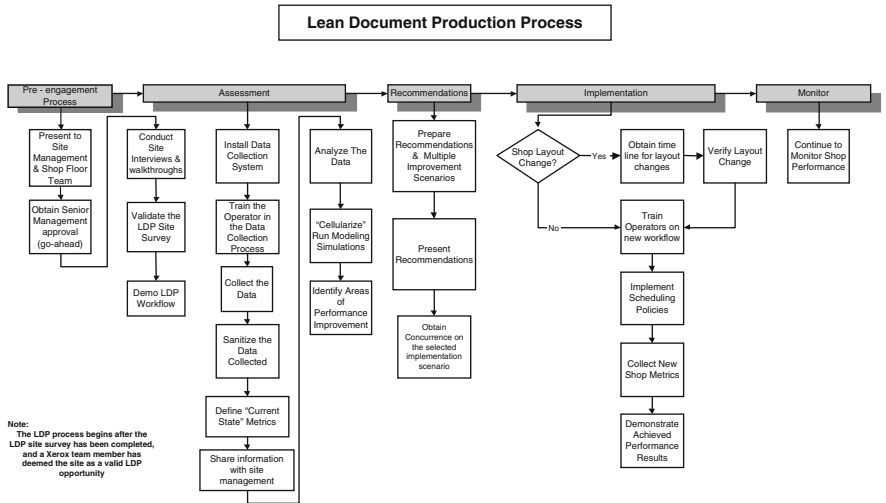 Lean Document Production Process
Pre - engagement
Process
Assessment
Recommendations
Implementation
Monitor
Present to
Site
Management
& Shop Floor
Team
Obtain Senior
Management
approval
(go-ahead)
Conduct
Site
Interviews &
walkthroughs
Validate the
LDP Site
Survey
Demo LDP
Workflow
Install Data
Collection
System
Train the
Operator in
the Data
Collection
Process
Collect the
Data
Sanitize the
Data
Collected
Define “Current
State” Metrics
Share information
with site
management
Analyze The
Data
“Cellularize”
Run Modeling
Simulations
Identify Areas
of Performance
Improvement
Prepare
Recommendations
& Multiple
Improvement
Scenarios
Present
Recommendations
Obtain
Concurrence on
the selected
implementation
scenario
Shop Layout
Change?
Yes
No
Obtain time
line for layout
changes
Verify Layout
Change
Train
Operators on
new workflow
Implement
Scheduling
Policies
Collect New
Shop Metrics
Demonstrate
Achieved
Performance
Results
Continue to
Monitor Shop
Performance
Note:
The LDP process begins after the
LDP site survey has been completed,
and a Xerox team member has
deemed the site as a valid LDP
opportunity